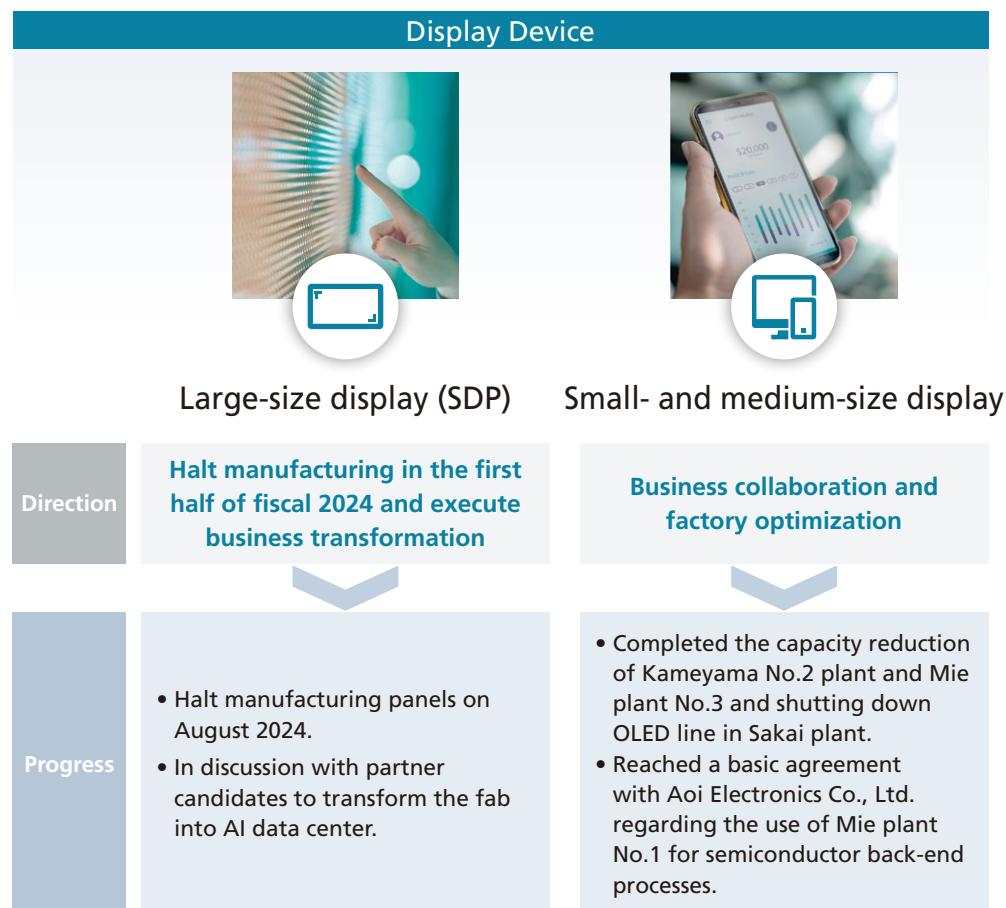 Display Device
$20,000
Large-size display (SDP)
Small- and medium-size display
Direction
Halt manufacturing in the first
half of fiscal 2024 and execute
business transformation
Business collaboration and
factory optimization
Progress
• Halt manufacturing panels on
August 2024.
• In discussion with partner
candidates to transform the fab
into AI data center.
• Completed the capacity reduction
of Kameyama No.2 plant and Mie
plant No.3 and shutting down
OLED line in Sakai plant.
• Reached a basic agreement
with Aoi Electronics Co., Ltd.
regarding the use of Mie plant
No.1 for semiconductor back-end
processes.